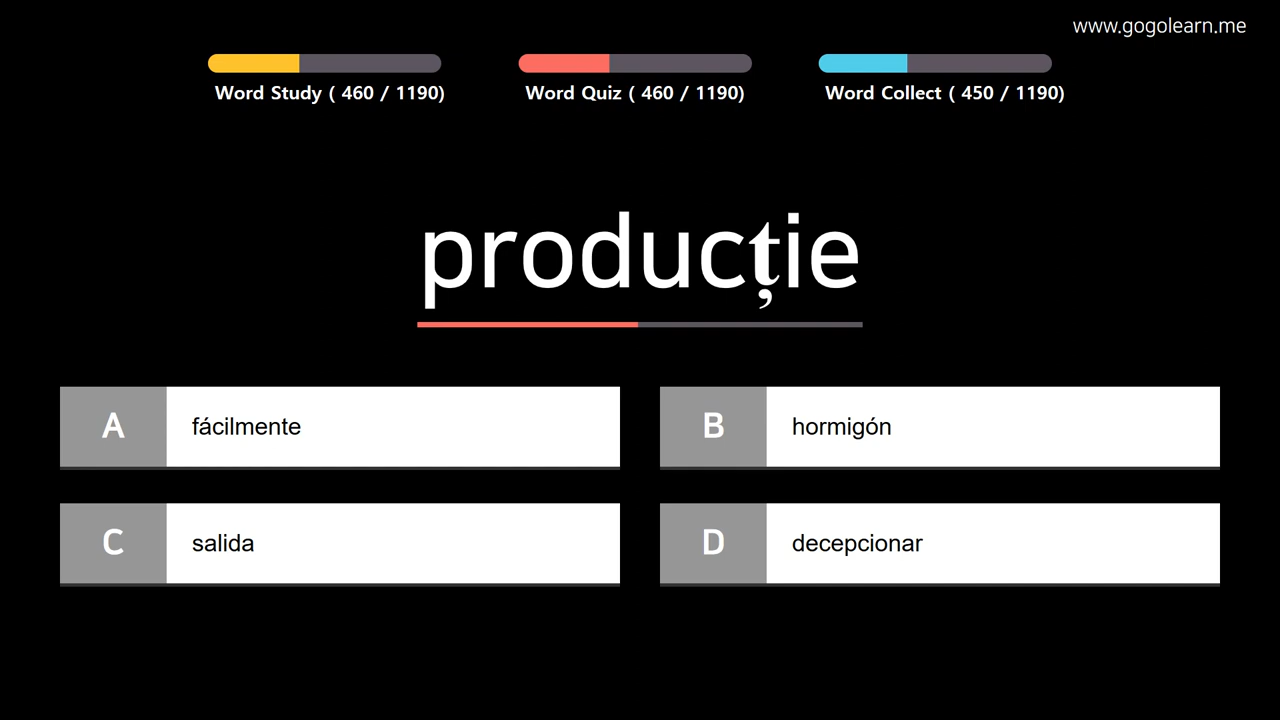 www.gogolearn.me
Word Study ( 460 / 1190)
Word Quiz ( 460 / 1190)
Word Collect ( 450 / 1190)
producție
A
fácilmente
B
hormigón
C
salida
D
decepcionar